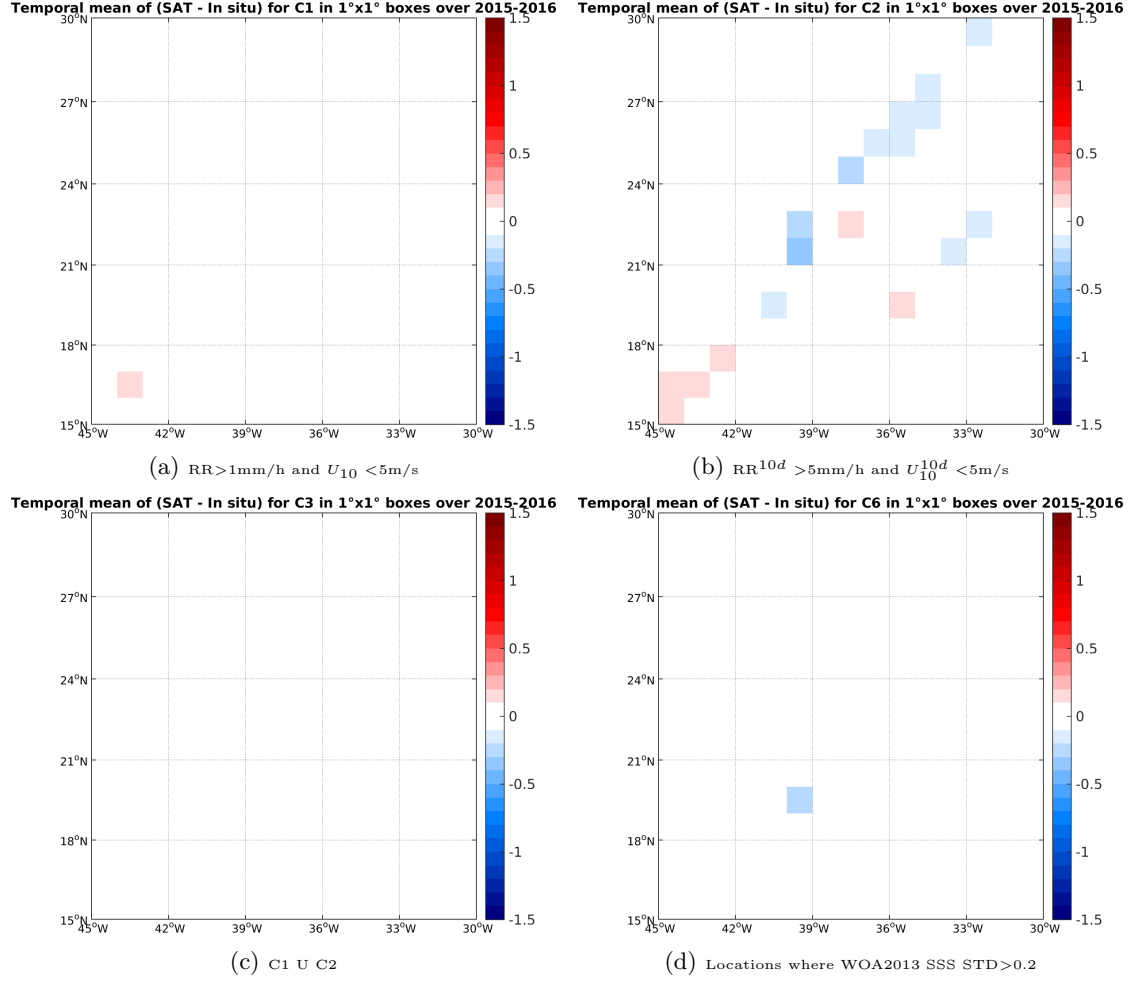 Temporal mean of (SAT - In situ) for C1 in 1°x1° boxes over 2015-2016
30°N
27°N
24°N
21°N
18°N
15°N
45°W 42°W 39°W 36°W 33°W 30°W
1.5
1
0.5
0
-0.5
-1
-1.5
(a) RR>1mm/h and U10 <5m/s
Temporal mean of (SAT - In situ) for C2 in 1°x1° boxes over 2015-2016
30°N
27°N
24°N
21°N
18°N
15°N
45°W 42°W 39°W 36°W 33°W 30°W
1.5
1
0.5
0
-0.5
-1
-1.5
(b) RR^10d >5mm/h and U10^10d <5m/s
Temporal mean of (SAT - In situ) for C3 in 1°x1° boxes over 2015-2016
30°N
27°N
24°N
21°N
18°N
15°N
45°W 42°W 39°W 36°W 33°W 30°W
1.5
1
0.5
0
-0.5
-1
-1.5
(c) C1 U C2
Temporal mean of (SAT - In situ) for C6 in 1°x1° boxes over 2015-2016
30°N
27°N
24°N
21°N
18°N
15°N
45°W 42°W 39°W 36°W 33°W 30°W
1.5
1
0.5
0
-0.5
-1
-1.5
(d) Locations where WOA2013 SSS STD>0.2